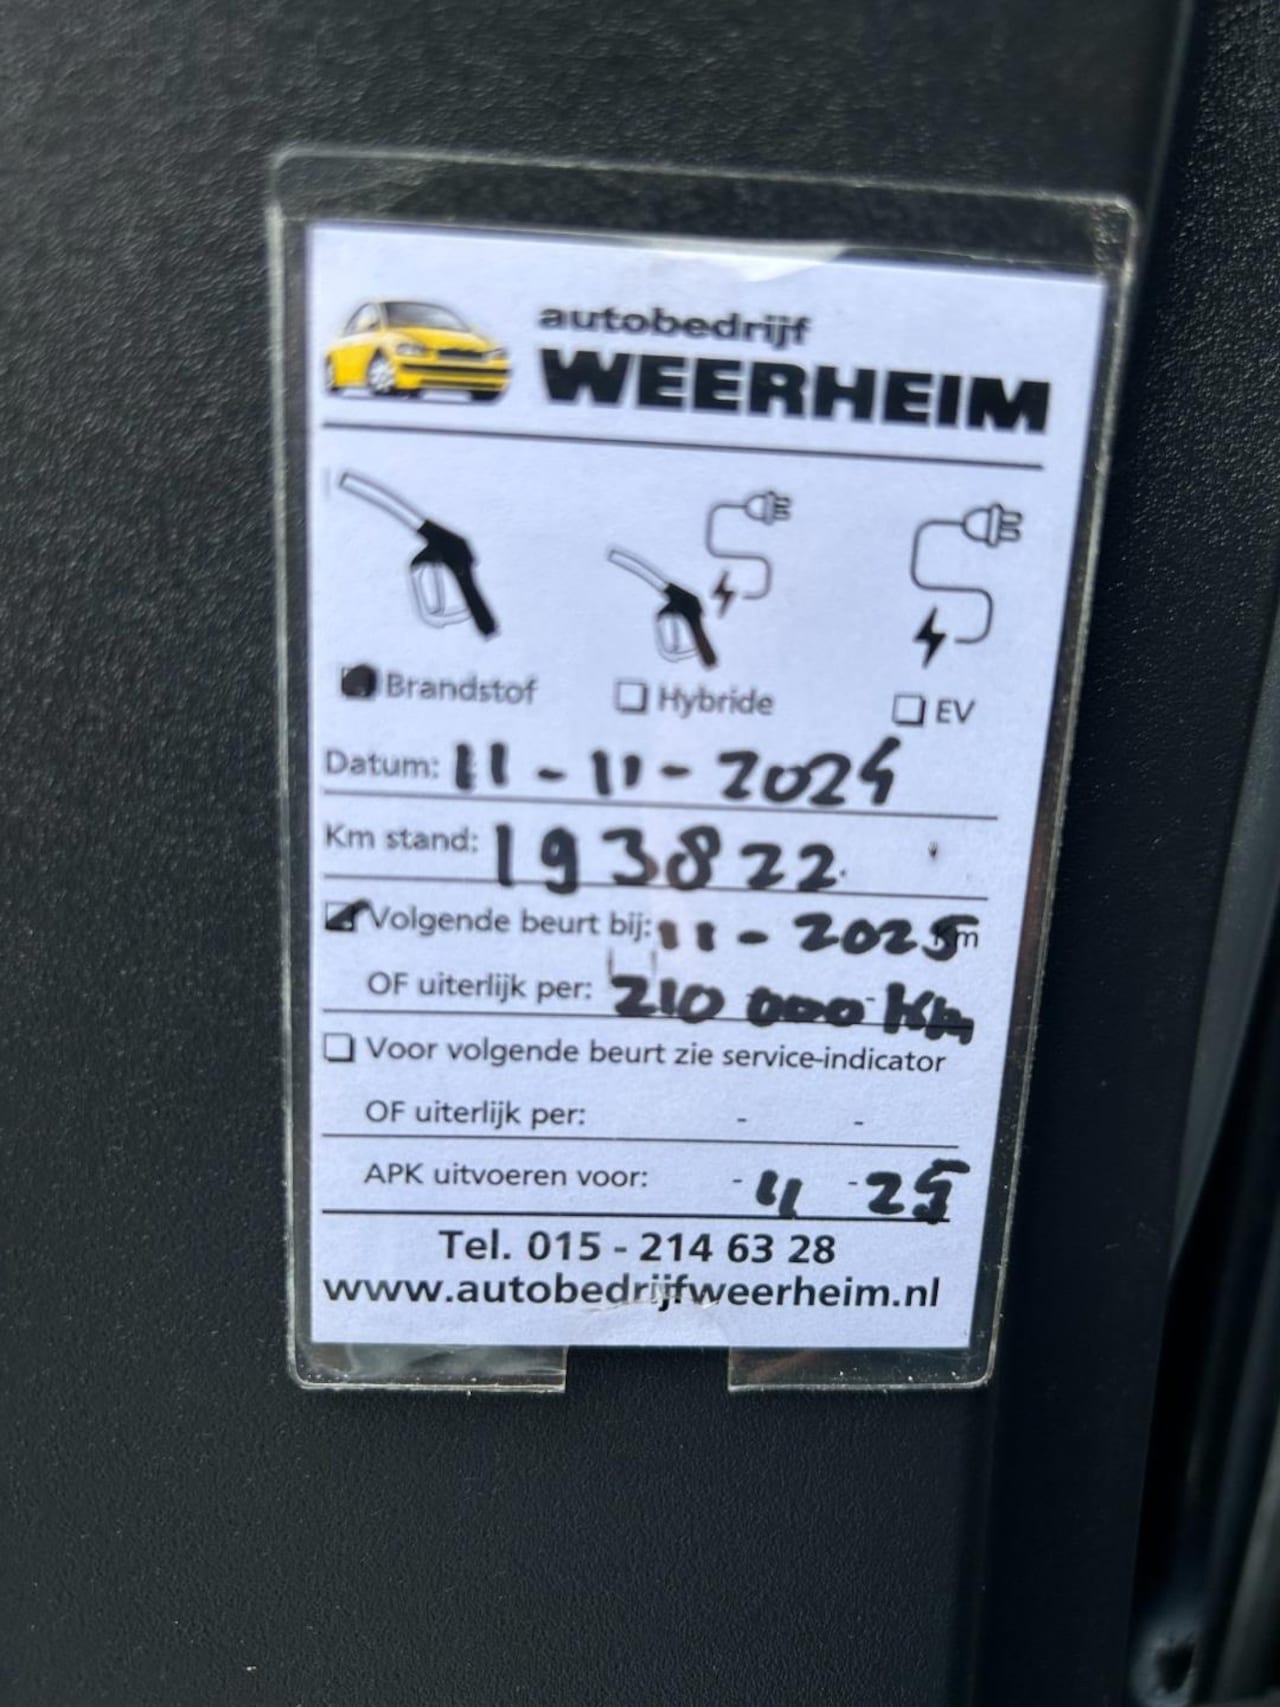 autobedrijf
WEERHEIM
Brandstof Hybride EV
Datum: 11-11-2024
Km stand: 193822
Volgende beurt bij: 11-2025 Km
OF uiterlijk per: 210 000 Km
Voor volgende beurt zie service-indicator
OF uiterlijk per: - -
APK uitvoeren voor: - 4 - 25
Tel. 015 - 214 63 28
www.autobedrijfweerheim.nl